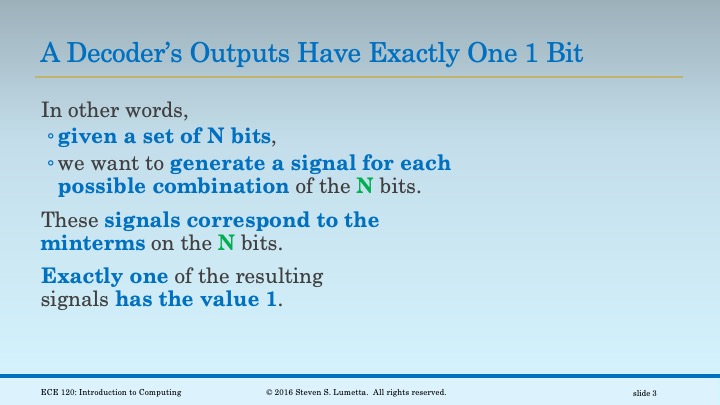 A Decoder's Outputs Have Exactly One 1 Bit
In other words,
◦given a set of N bits,
◦we want to generate a signal for each
possible combination of the N bits.
These signals correspond to the
minterms on the N bits.
Exactly one of the resulting
signals has the value 1.
ECE 120: Introduction to Computing
© 2016 Steven S. Lumetta. All rights reserved.
slide 3